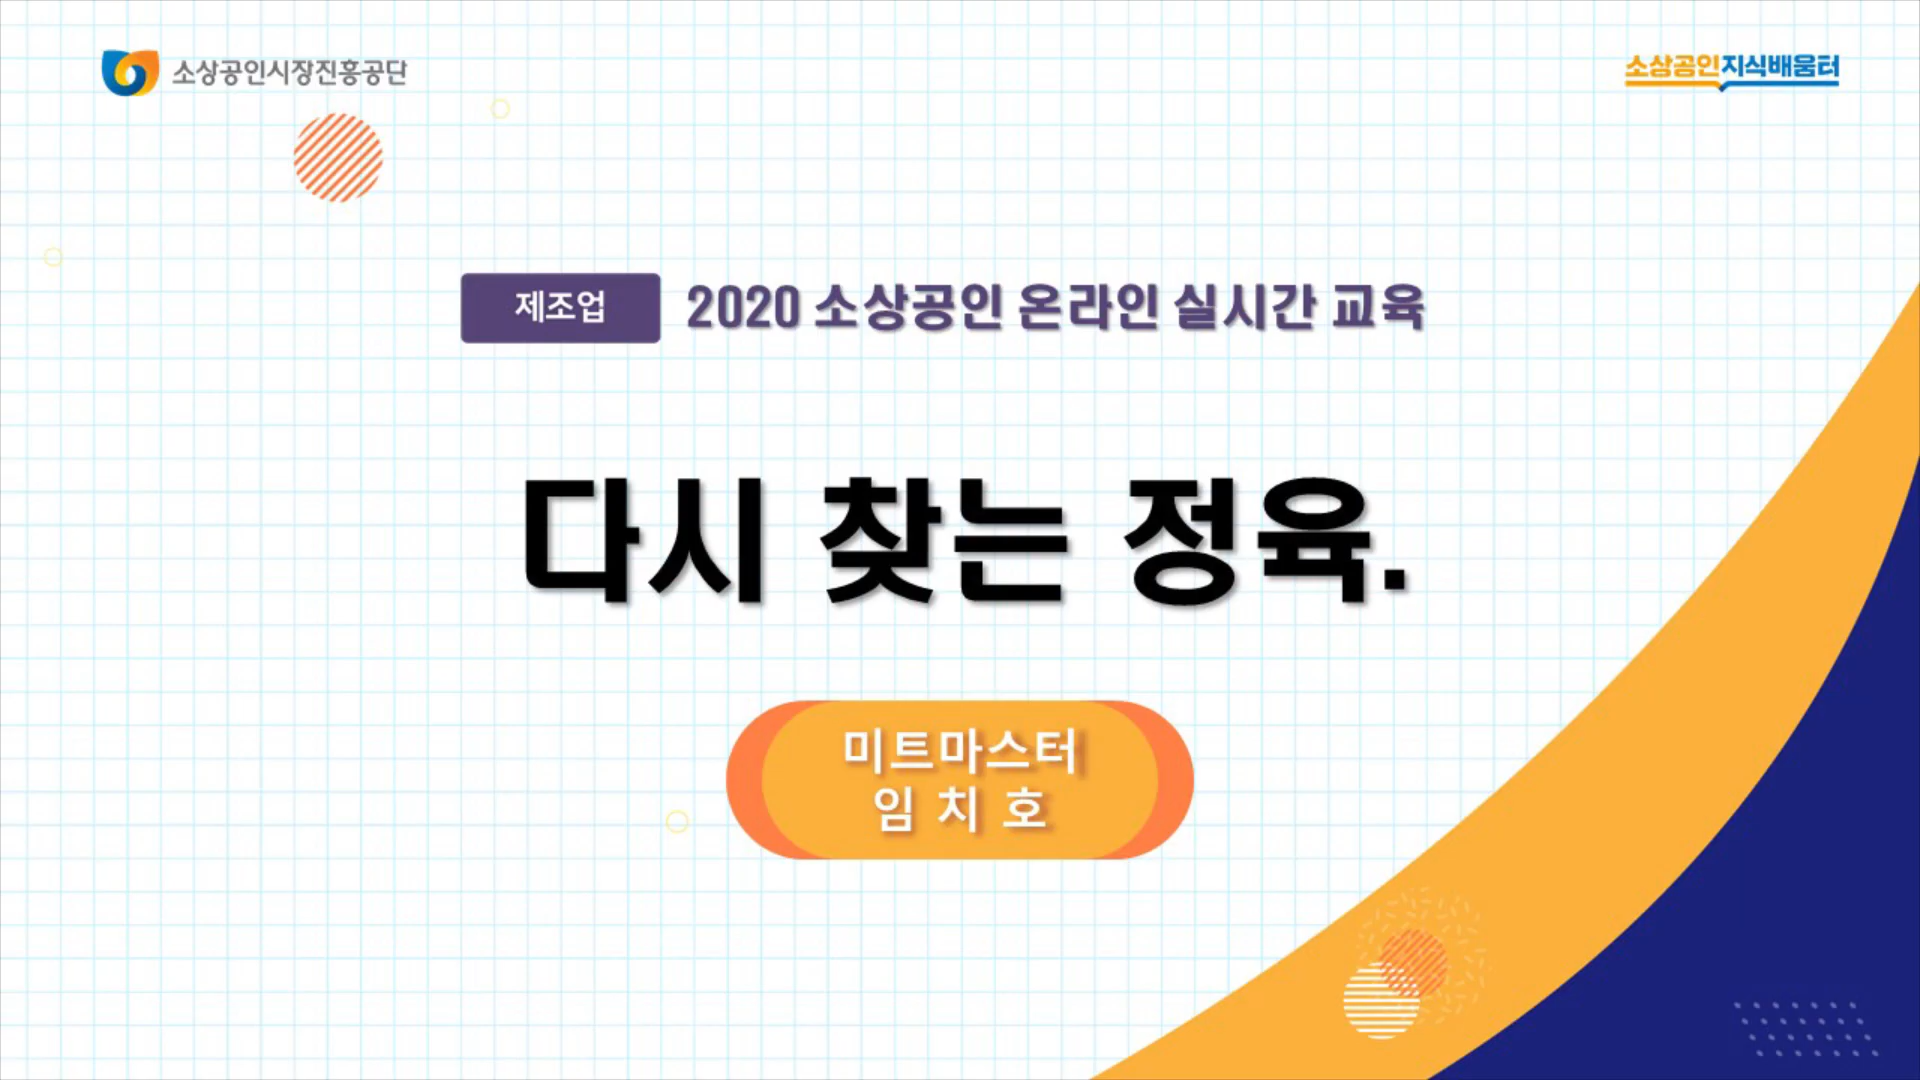 소상공인시장진흥공단
소상공인지식배움터
제조업 2020 소상공인 온라인 실시간 교육
다시 찾는 정육.
미트마스터
임 치 호